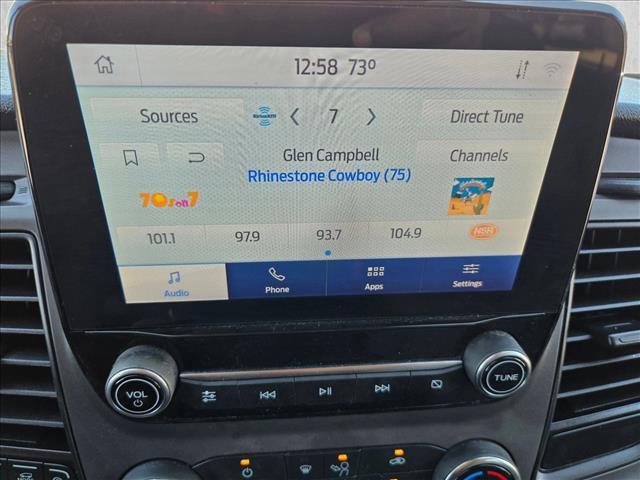 12:58 73°
Sources
SiriusXM
7
Direct Tune
Glen Campbell
Channels
Rhinestone Cowboy (75)
70s on 7
101.1
97.9
93.7
104.9
Audio
Phone
Apps
Settings
VOL
TUNE